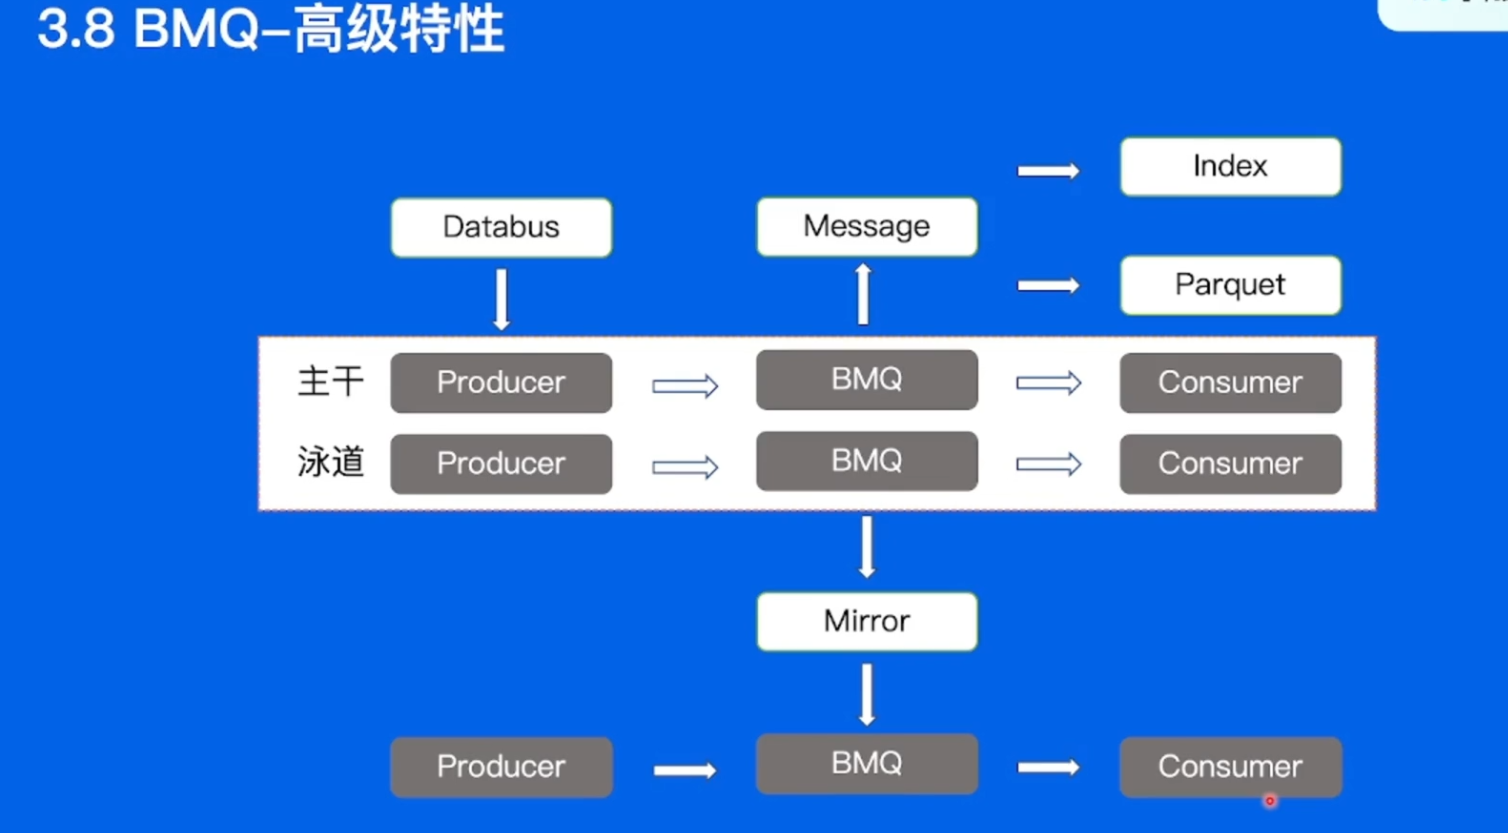 3.8 BMQ-高级特性
Index
Databus
Message
Parquet
主干
Producer
BMQ
Consumer
泳道
Producer
BMQ
Consumer
Mirror
Producer
BMQ
Consumer